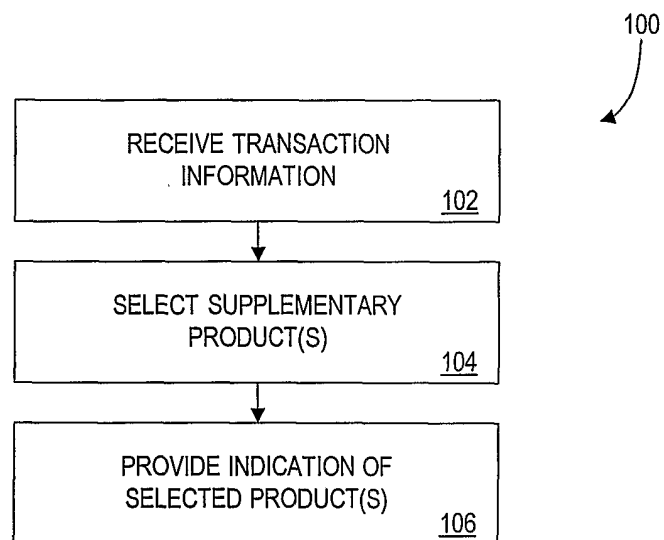 100
RECEIVE TRANSACTION
INFORMATION
102
SELECT SUPPLEMENTARY
PRODUCT(S)
104
PROVIDE INDICATION OF
SELECTED PRODUCT(S)
106